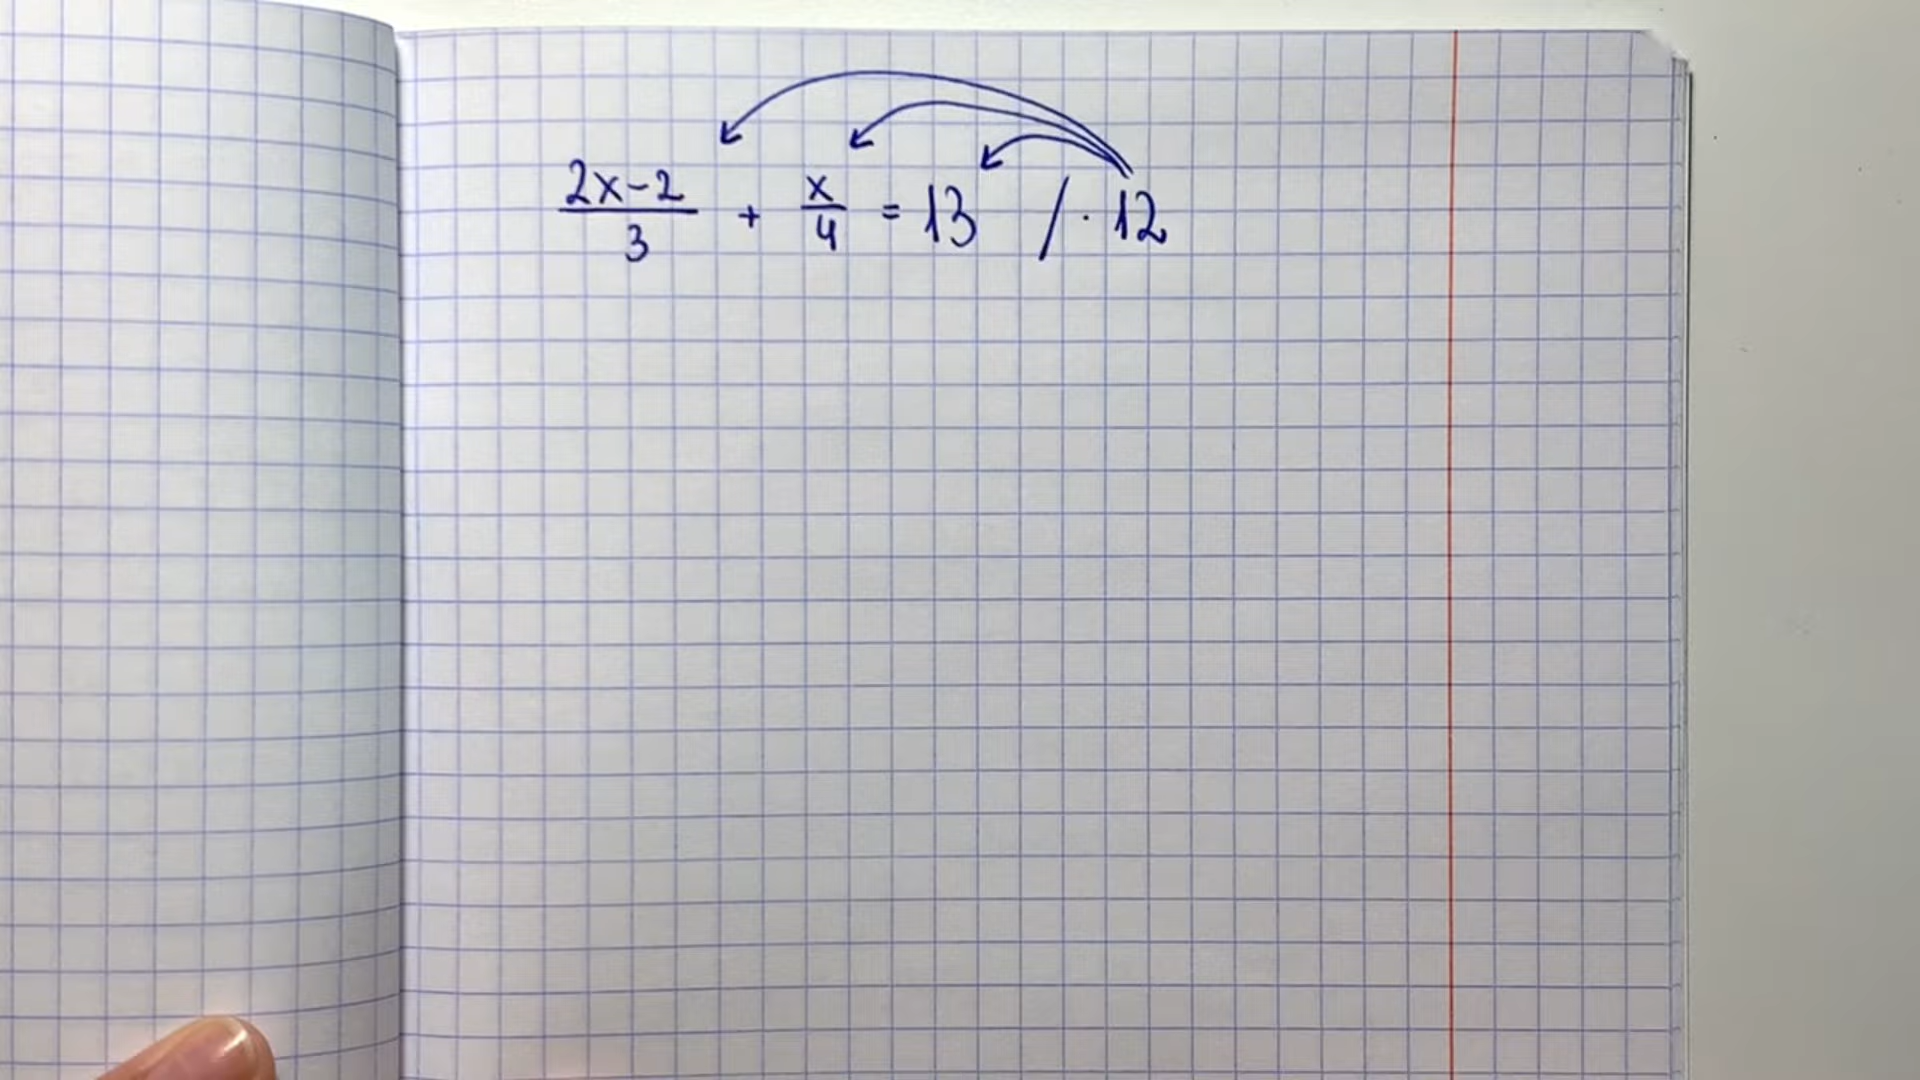 (2x-2)/3 + x/4 = 13 / · 12